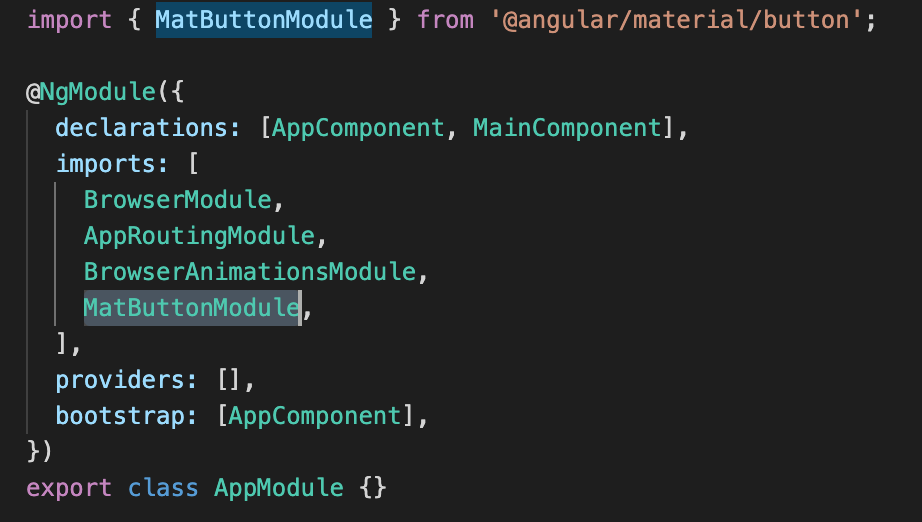 import { MatButtonModule } from '@angular/material/button';
@NgModule({
declarations: [AppComponent, MainComponent],
imports: [
BrowserModule,
AppRoutingModule,
BrowserAnimationsModule,
MatButtonModule,
],
providers: [],
bootstrap: [AppComponent],
})
export class AppModule {}